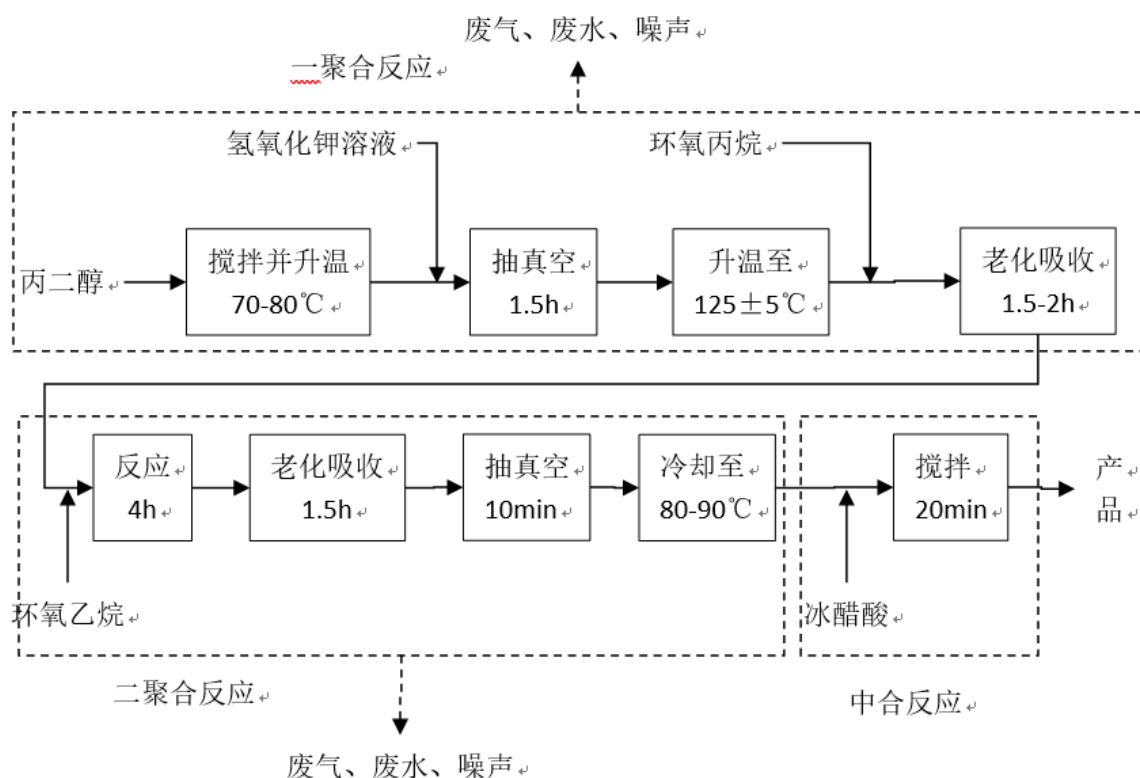 废气、废水、噪声
一聚合反应
氢氧化钾溶液
环氧丙烷
丙二醇
搅拌并升温
70-80℃
抽真空
1.5h
升温至
125±5℃
老化吸收
1.5-2h
反应
4h
老化吸收
1.5h
抽真空
10min
冷却至
80-90℃
搅拌
20min
产
品
环氧乙烷
冰醋酸
二聚合反应
中合反应
废气、废水、噪声